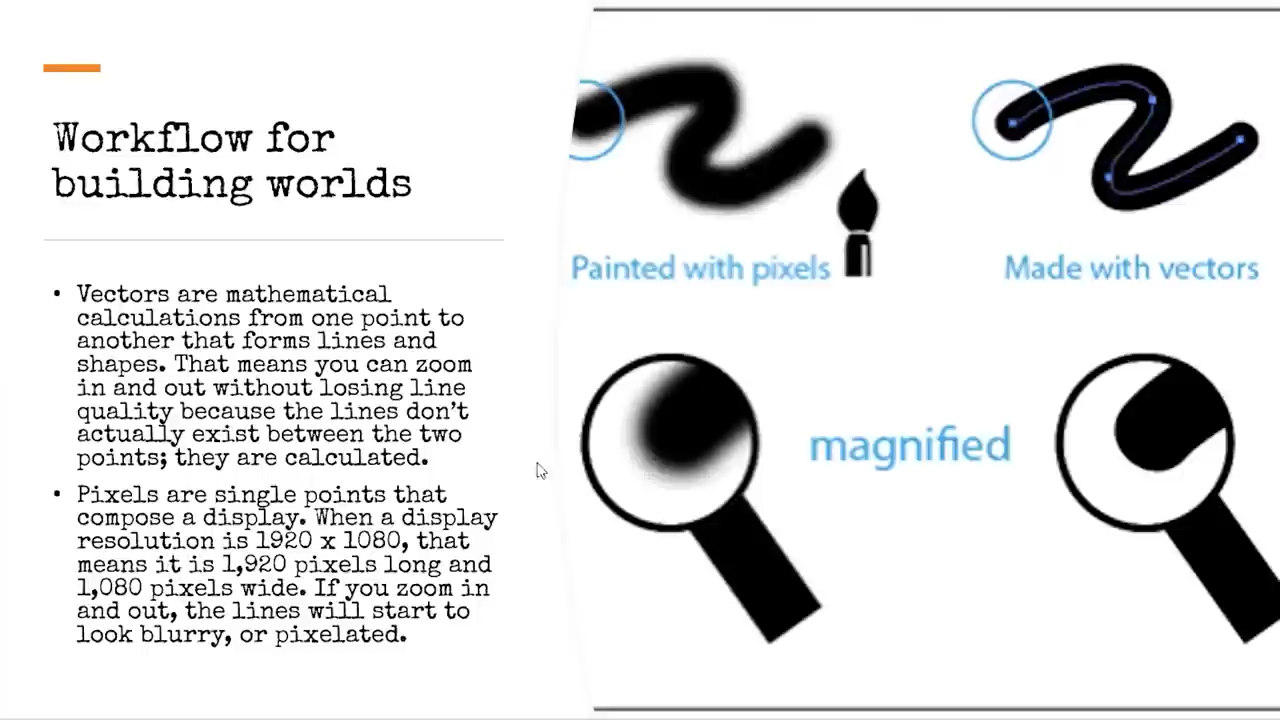 Workflow for
building worlds
• Vectors are mathematical
calculations from one point to
another that forms lines and
shapes. That means you can zoom
in and out without losing line
quality because the lines don't
actually exist between the two
points; they are calculated.
• Pixels are single points that
compose a display. When a display
resolution is 1920 x 1080, that
means it is 1,920 pixels long and
1,080 pixels wide. If you zoom in
and out, the lines will start to
look blurry, or pixelated.
Painted with pixels
Made with vectors
magnified